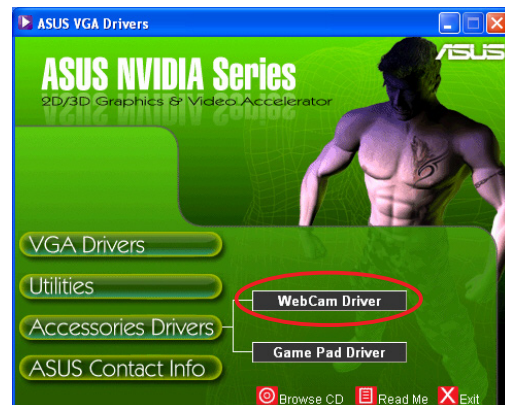 ASUS VGA Drivers
ASUS
ASUS NVIDIA Series
2D/3D Graphics & Video Accelerator
VGA Drivers
Utilities
WebCam Driver
Accessories Drivers
Game Pad Driver
ASUS Contact Info
Browse CD Read Me X Exit